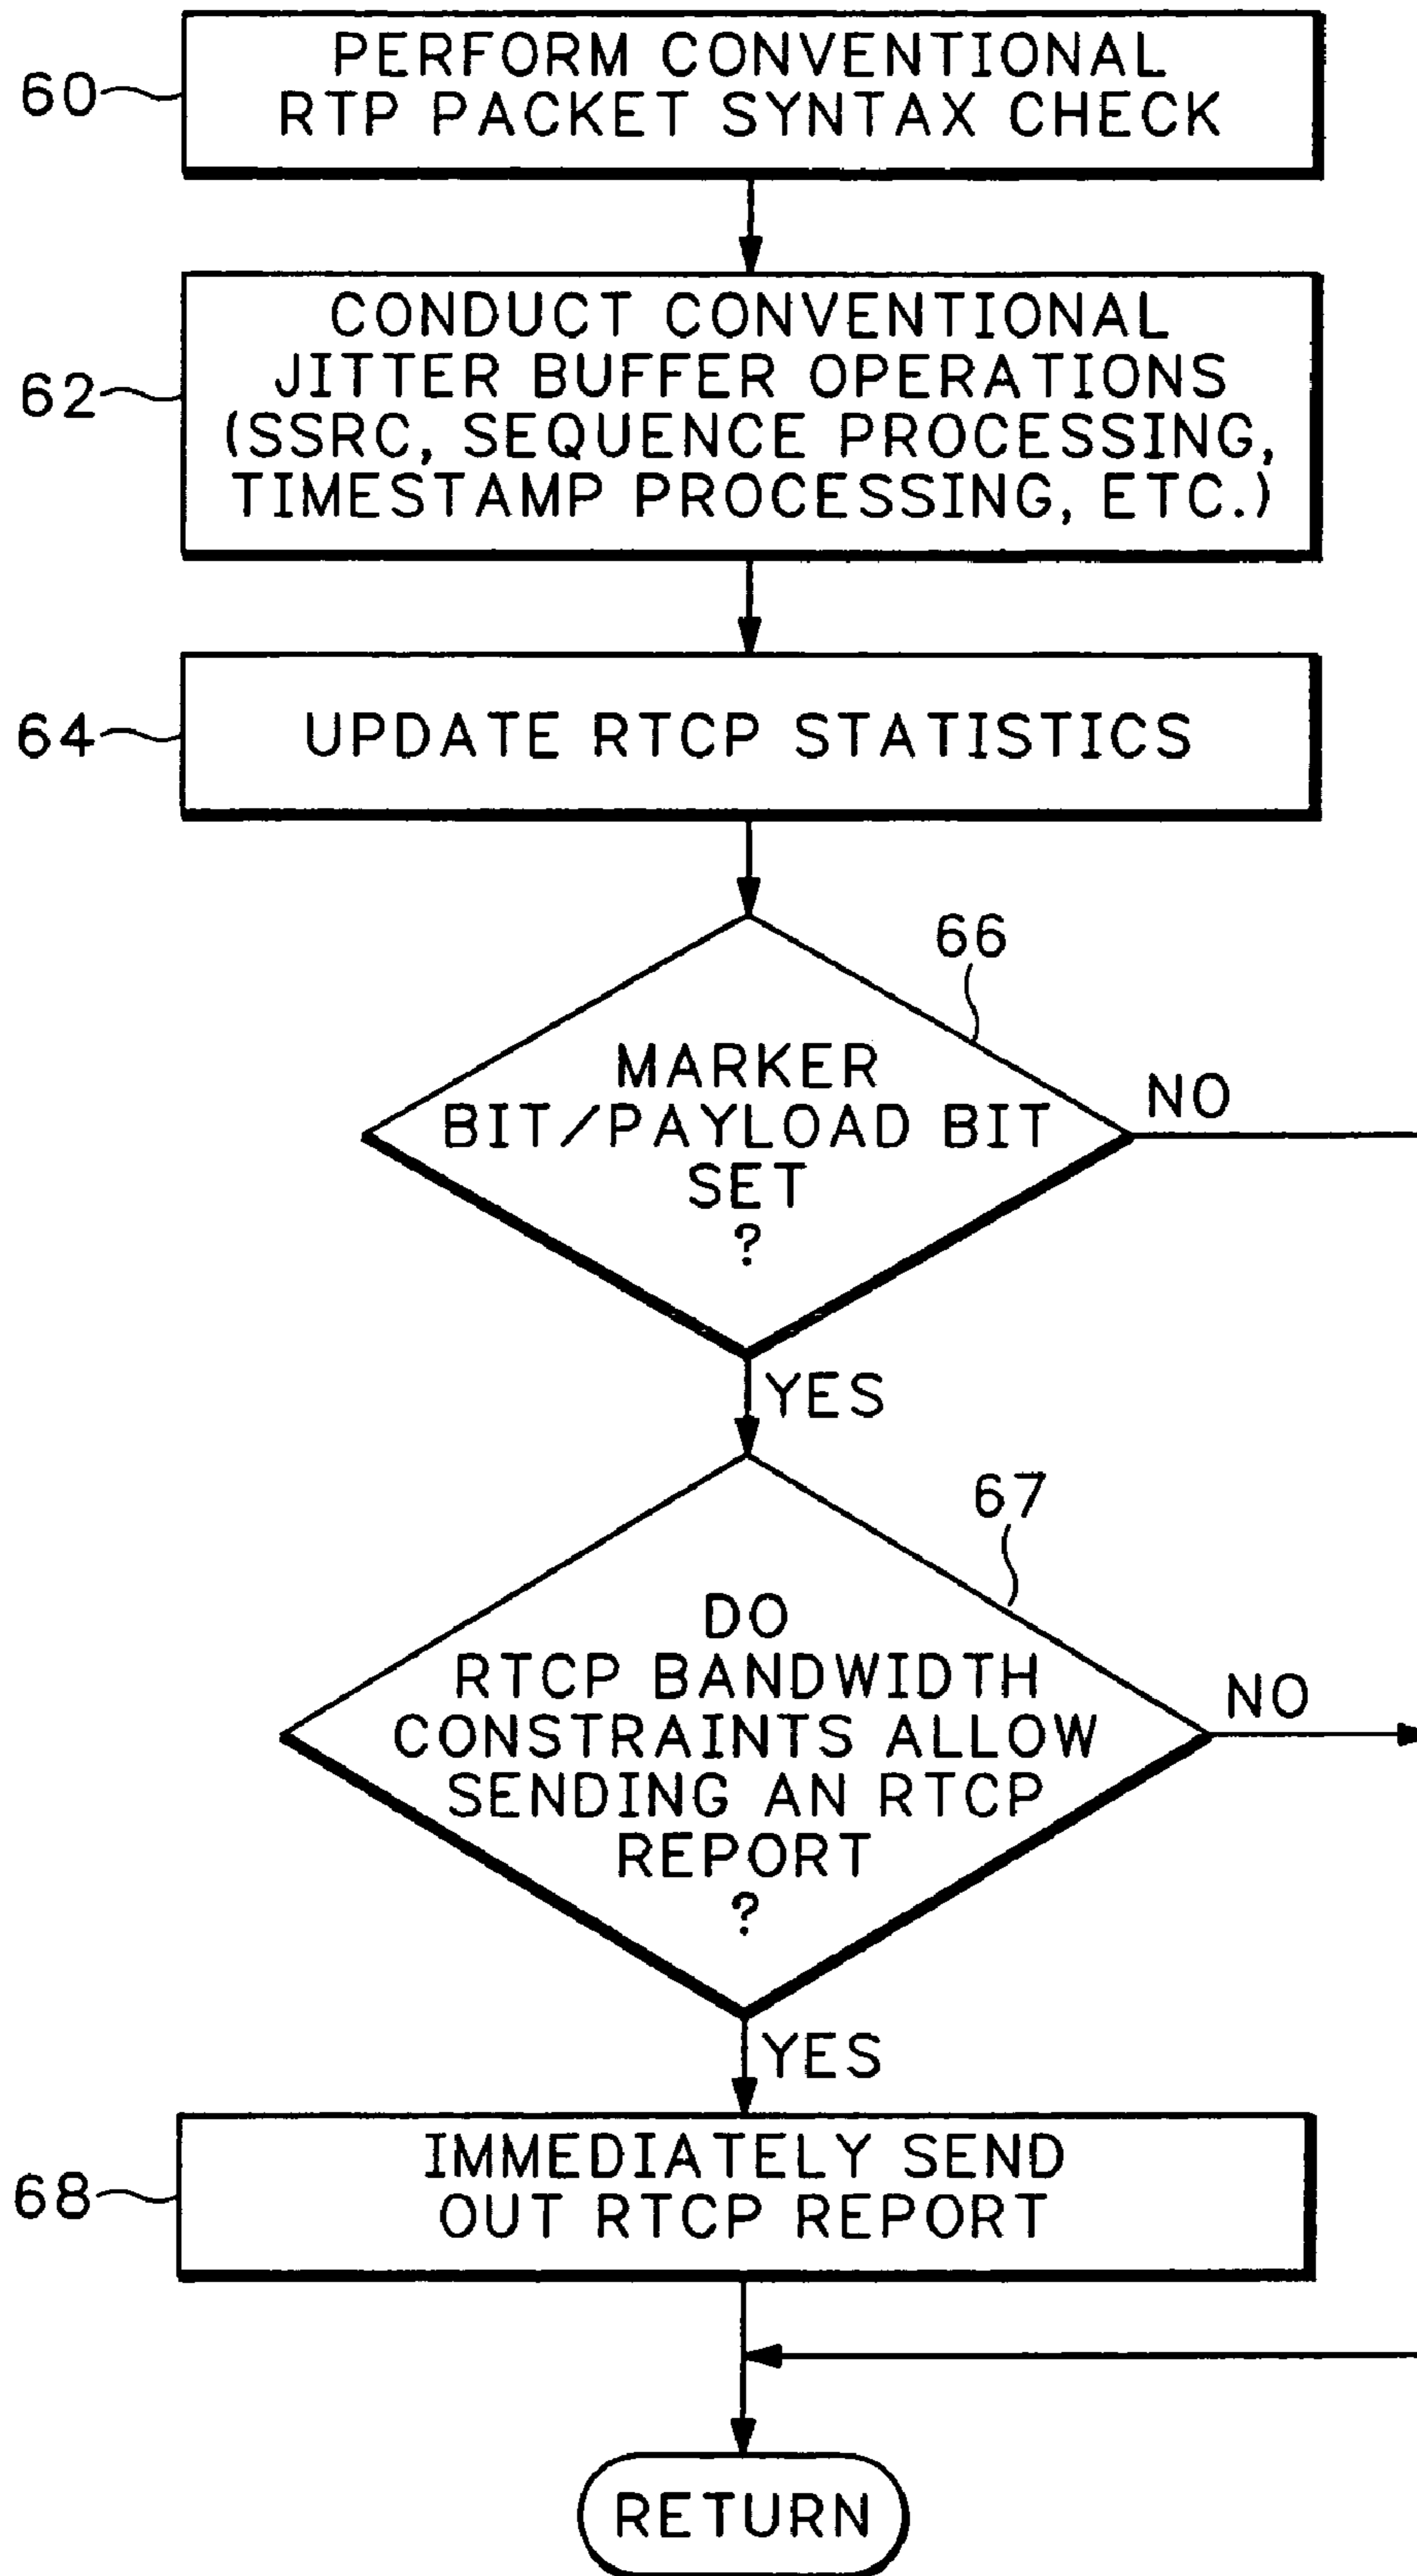 60
PERFORM CONVENTIONAL
RTP PACKET SYNTAX CHECK
62
CONDUCT CONVENTIONAL
JITTER BUFFER OPERATIONS
(SSRC, SEQUENCE PROCESSING,
TIMESTAMP PROCESSING, ETC.)
64
UPDATE RTCP STATISTICS
66
MARKER
BIT/PAYLOAD BIT
SET
?
NO
YES
67
DO
RTCP BANDWIDTH
CONSTRAINTS ALLOW
SENDING AN RTCP
REPORT
?
NO
YES
68
IMMEDIATELY SEND
OUT RTCP REPORT
RETURN